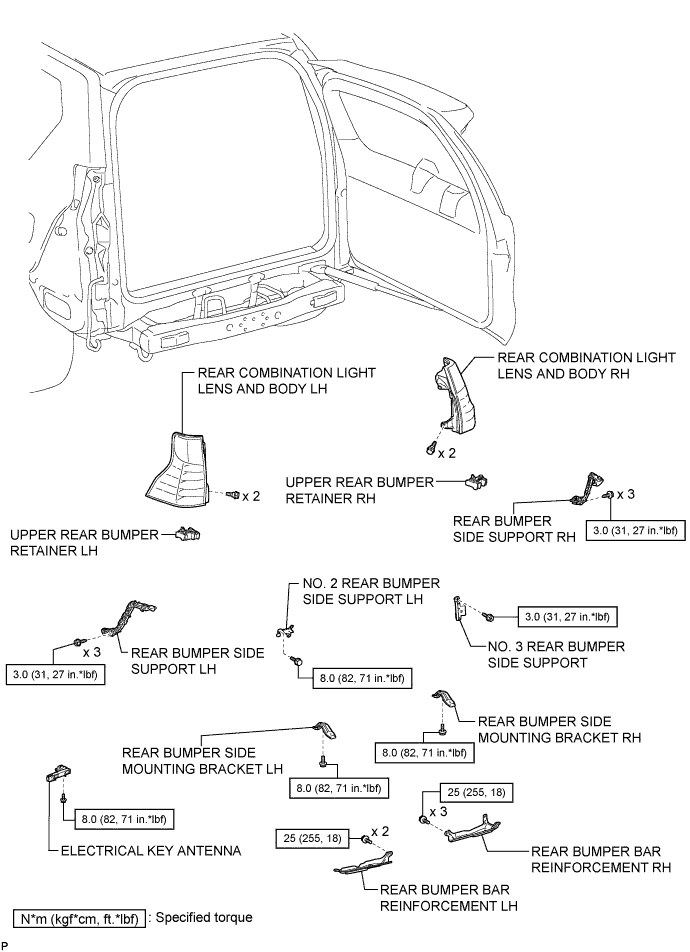 REAR COMBINATION LIGHT
LENS AND BODY RH
REAR COMBINATION LIGHT
LENS AND BODY LH
x 2
x 2
UPPER REAR BUMPER
RETAINER RH
x 3
REAR BUMPER
SIDE SUPPORT RH
3.0 (31, 27 in.*lbf)
UPPER REAR BUMPER
RETAINER LH
NO. 2 REAR BUMPER
SIDE SUPPORT LH
3.0 (31, 27 in.*lbf)
x 3
REAR BUMPER SIDE
SUPPORT LH
NO. 3 REAR BUMPER
SIDE SUPPORT
3.0 (31, 27 in.*lbf)
8.0 (82, 71 in.*lbf)
REAR BUMPER SIDE
MOUNTING BRACKET RH
REAR BUMPER SIDE
MOUNTING BRACKET LH
8.0 (82, 71 in.*lbf)
8.0 (82, 71 in.*lbf)
25 (255, 18)
x 3
8.0 (82, 71 in.*lbf)
25 (255, 18)
x 2
ELECTRICAL KEY ANTENNA
REAR BUMPER BAR
REINFORCEMENT RH
REAR BUMPER BAR
REINFORCEMENT LH
N*m (kgf*cm, ft.*lbf) : Specified torque
P